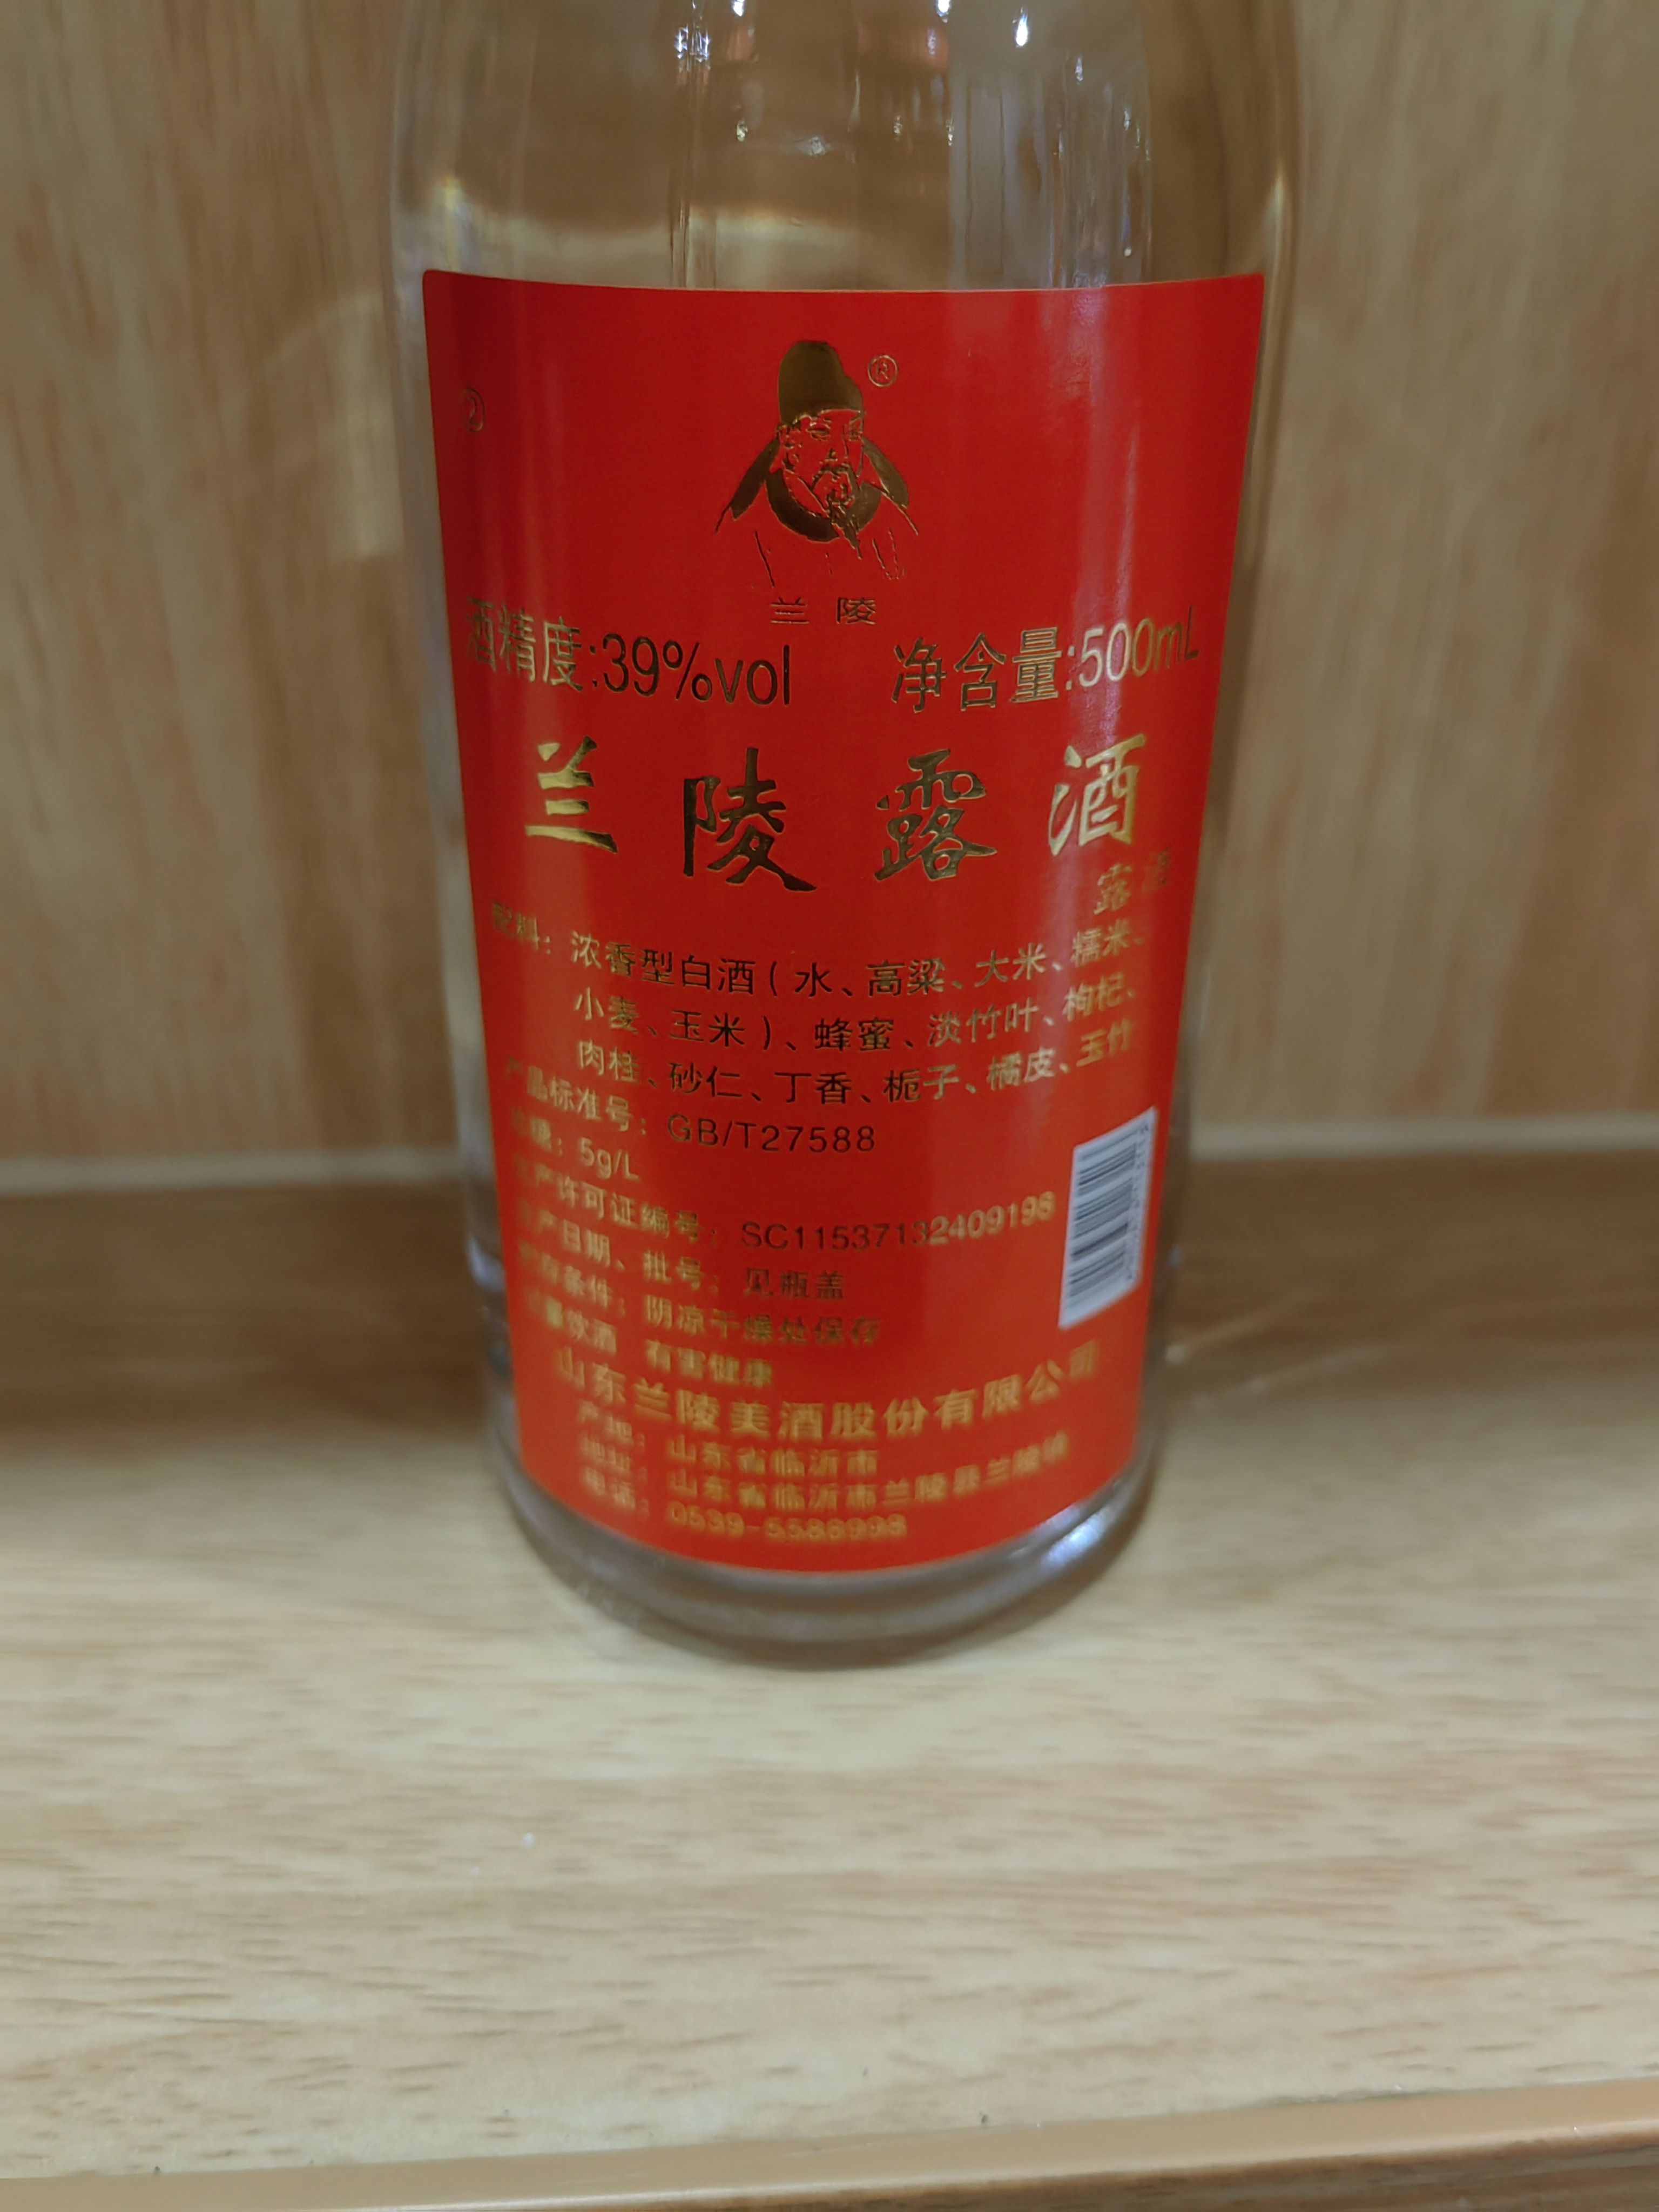 ®
兰陵
酒精度:39%vol 净含量:500mL
兰陵露酒
露酒
配料：浓香型白酒(水、高粱、大米、糯米、
小麦、玉米)、蜂蜜、淡竹叶、枸杞、
肉桂、砂仁、丁香、栀子、橘皮、玉竹
产品标准号：GB/T27588
总糖：5g/L
生产许可证编号：SC11537132409198
生产日期、批号：见瓶盖
贮存条件：阴凉干燥处保存
过量饮酒 有害健康
山东兰陵美酒股份有限公司
产地：山东省临沂市
地址：山东省临沂市兰陵县兰陵镇
电话：